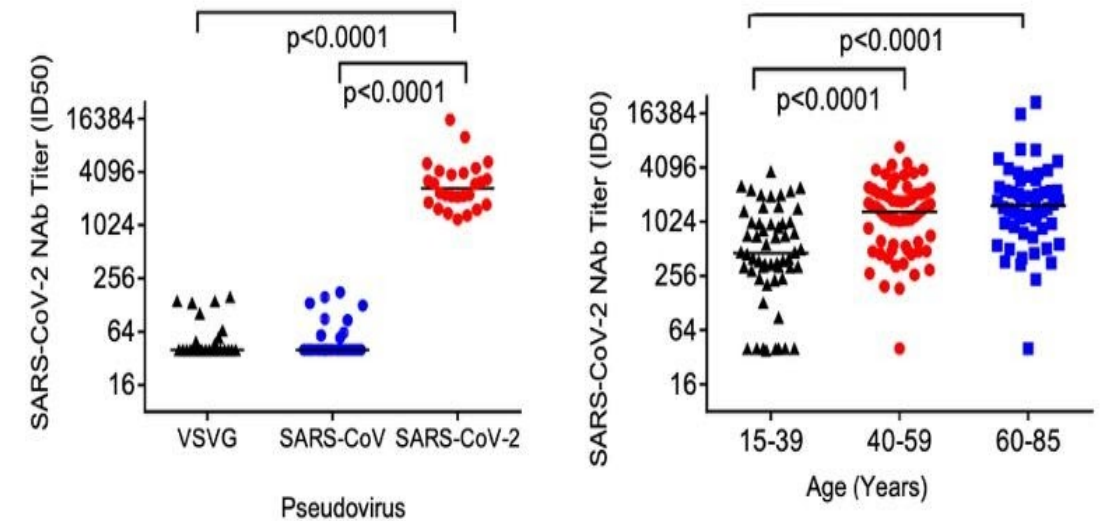 p<0.0001
p<0.0001
SARS-CoV-2 NAb Titer (ID50)
16384
4096
1024
256
64
16
VSVG SARS-CoV SARS-CoV-2
Pseudovirus
p<0.0001
p<0.0001
SARS-CoV-2 NAb Titer (ID50)
16384
4096
1024
256
64
16
15-39 40-59 60-85
Age (Years)